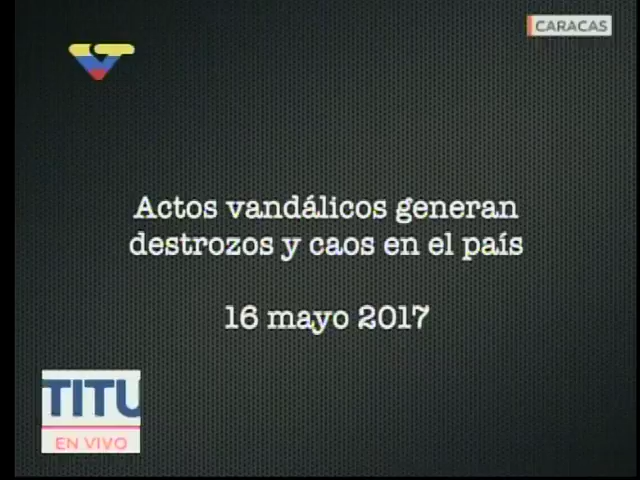 CARACAS
Actos vandálicos generan
destrozos y caos en el país
16 mayo 2017
TITU
EN VIVO